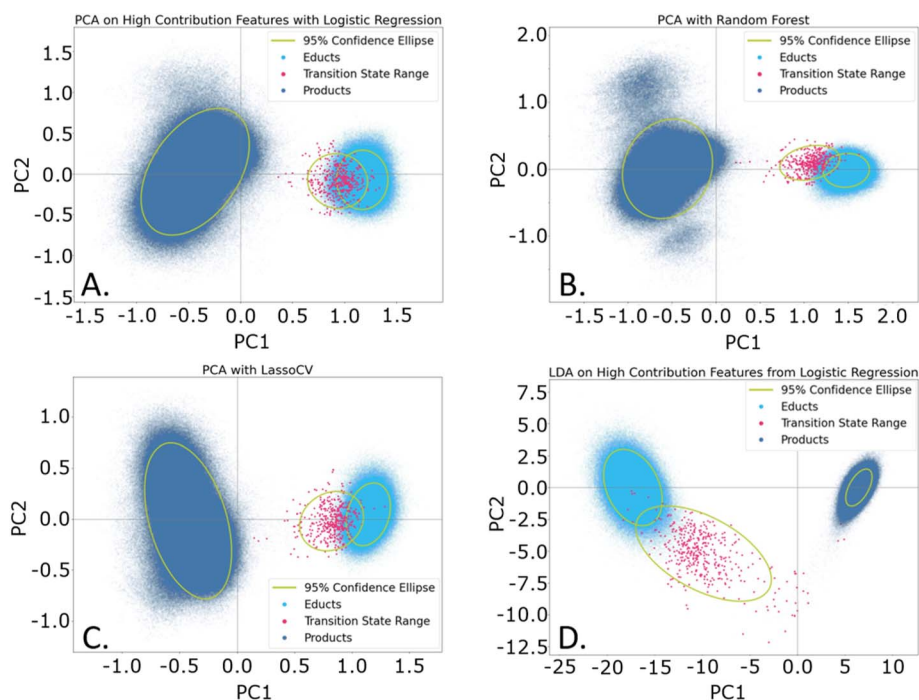 PCA on High Contribution Features with Logistic Regression
1.5
1.0
0.5
0.0
-0.5
-1.0
-1.5
PC2
95% Confidence Ellipse
Educts
Transition State Range
Products
A.
-1.5 -1.0 -0.5 0.0 0.5 1.0 1.5
PC1
PCA with Random Forest
2.0
1.0
0.0
-1.0
PC2
95% Confidence Ellipse
Educts
Transition State Range
Products
B.
-1.5 -1.0 -0.5 0.0 0.5 1.0 1.5 2.0
PC1
PCA with LassoCV
1.0
0.5
0.0
-0.5
-1.0
PC2
95% Confidence Ellipse
Educts
Transition State Range
Products
C.
-1.0 -0.5 0.0 0.5 1.0 1.5
PC1
LDA on High Contribution Features from Logistic Regression
7.5
5.0
2.5
0.0
-2.5
-5.0
-7.5
-10.0
-12.5
PC2
95% Confidence Ellipse
Educts
Transition State Range
Products
D.
-25 -20 -15 -10 -5 0 5 10
PC1